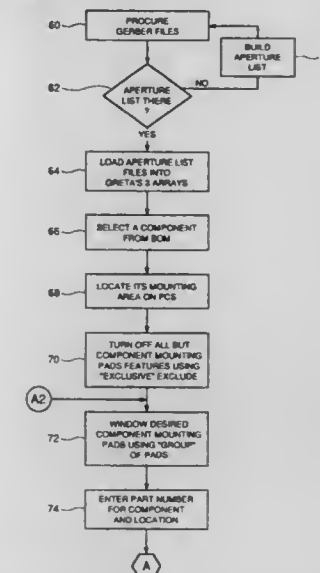 60
PROCURE
GERBER FILES
BUILD
APERTURE
LIST
62
APERTURE
LIST THERE
?
NO
YES
64
LOAD APERTURE LIST
FILES INTO
GRETA'S 3 ARRAYS
66
SELECT A COMPONENT
FROM BOM
68
LOCATE ITS MOUNTING
AREA ON PCS
70
TURN OFF ALL BUT
COMPONENT MOUNTING
PADS FEATURES USING
"EXCLUSIVE" EXCLUDE
A2
72
WINDOW DESIRED
COMPONENT MOUNTING
PADS USING "GROUP"
OF PADS
74
ENTER PART NUMBER
FOR COMPONENT
AND LOCATION
A